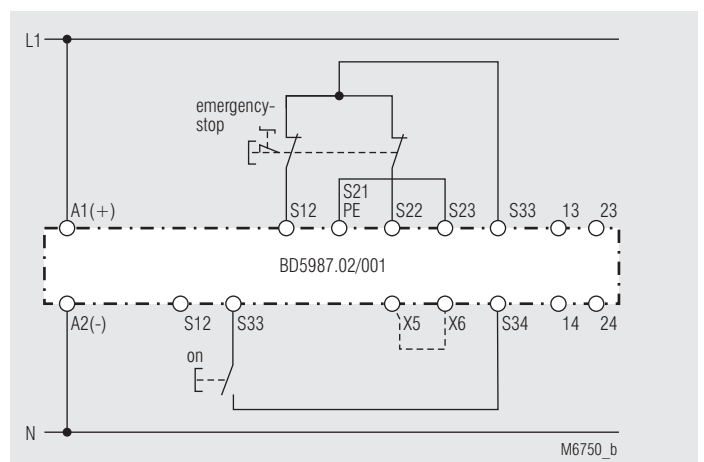 L1
emergency-
stop
S21
A1(+) S12 PE S22 S23 S33 13 23
BD5987.02/001
A2(-) S12 S33 X5 X6 S34 14 24
on
N
M6750_b